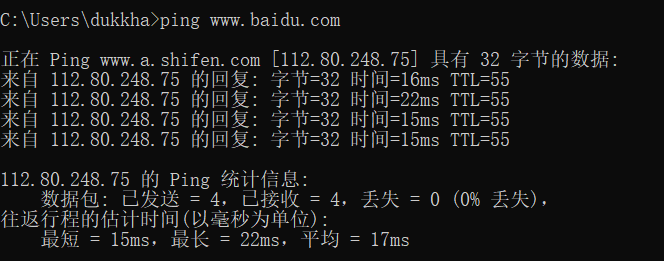 C:\Users\dukkha>ping www.baidu.com
正在 Ping www.a.shifen.com [112.80.248.75] 具有 32 字节的数据:
来自 112.80.248.75 的回复: 字节=32 时间=16ms TTL=55
来自 112.80.248.75 的回复: 字节=32 时间=22ms TTL=55
来自 112.80.248.75 的回复: 字节=32 时间=15ms TTL=55
来自 112.80.248.75 的回复: 字节=32 时间=15ms TTL=55
112.80.248.75 的 Ping 统计信息:
数据包: 已发送 = 4，已接收 = 4，丢失 = 0 (0% 丢失)，
往返行程的估计时间(以毫秒为单位):
最短 = 15ms，最长 = 22ms，平均 = 17ms